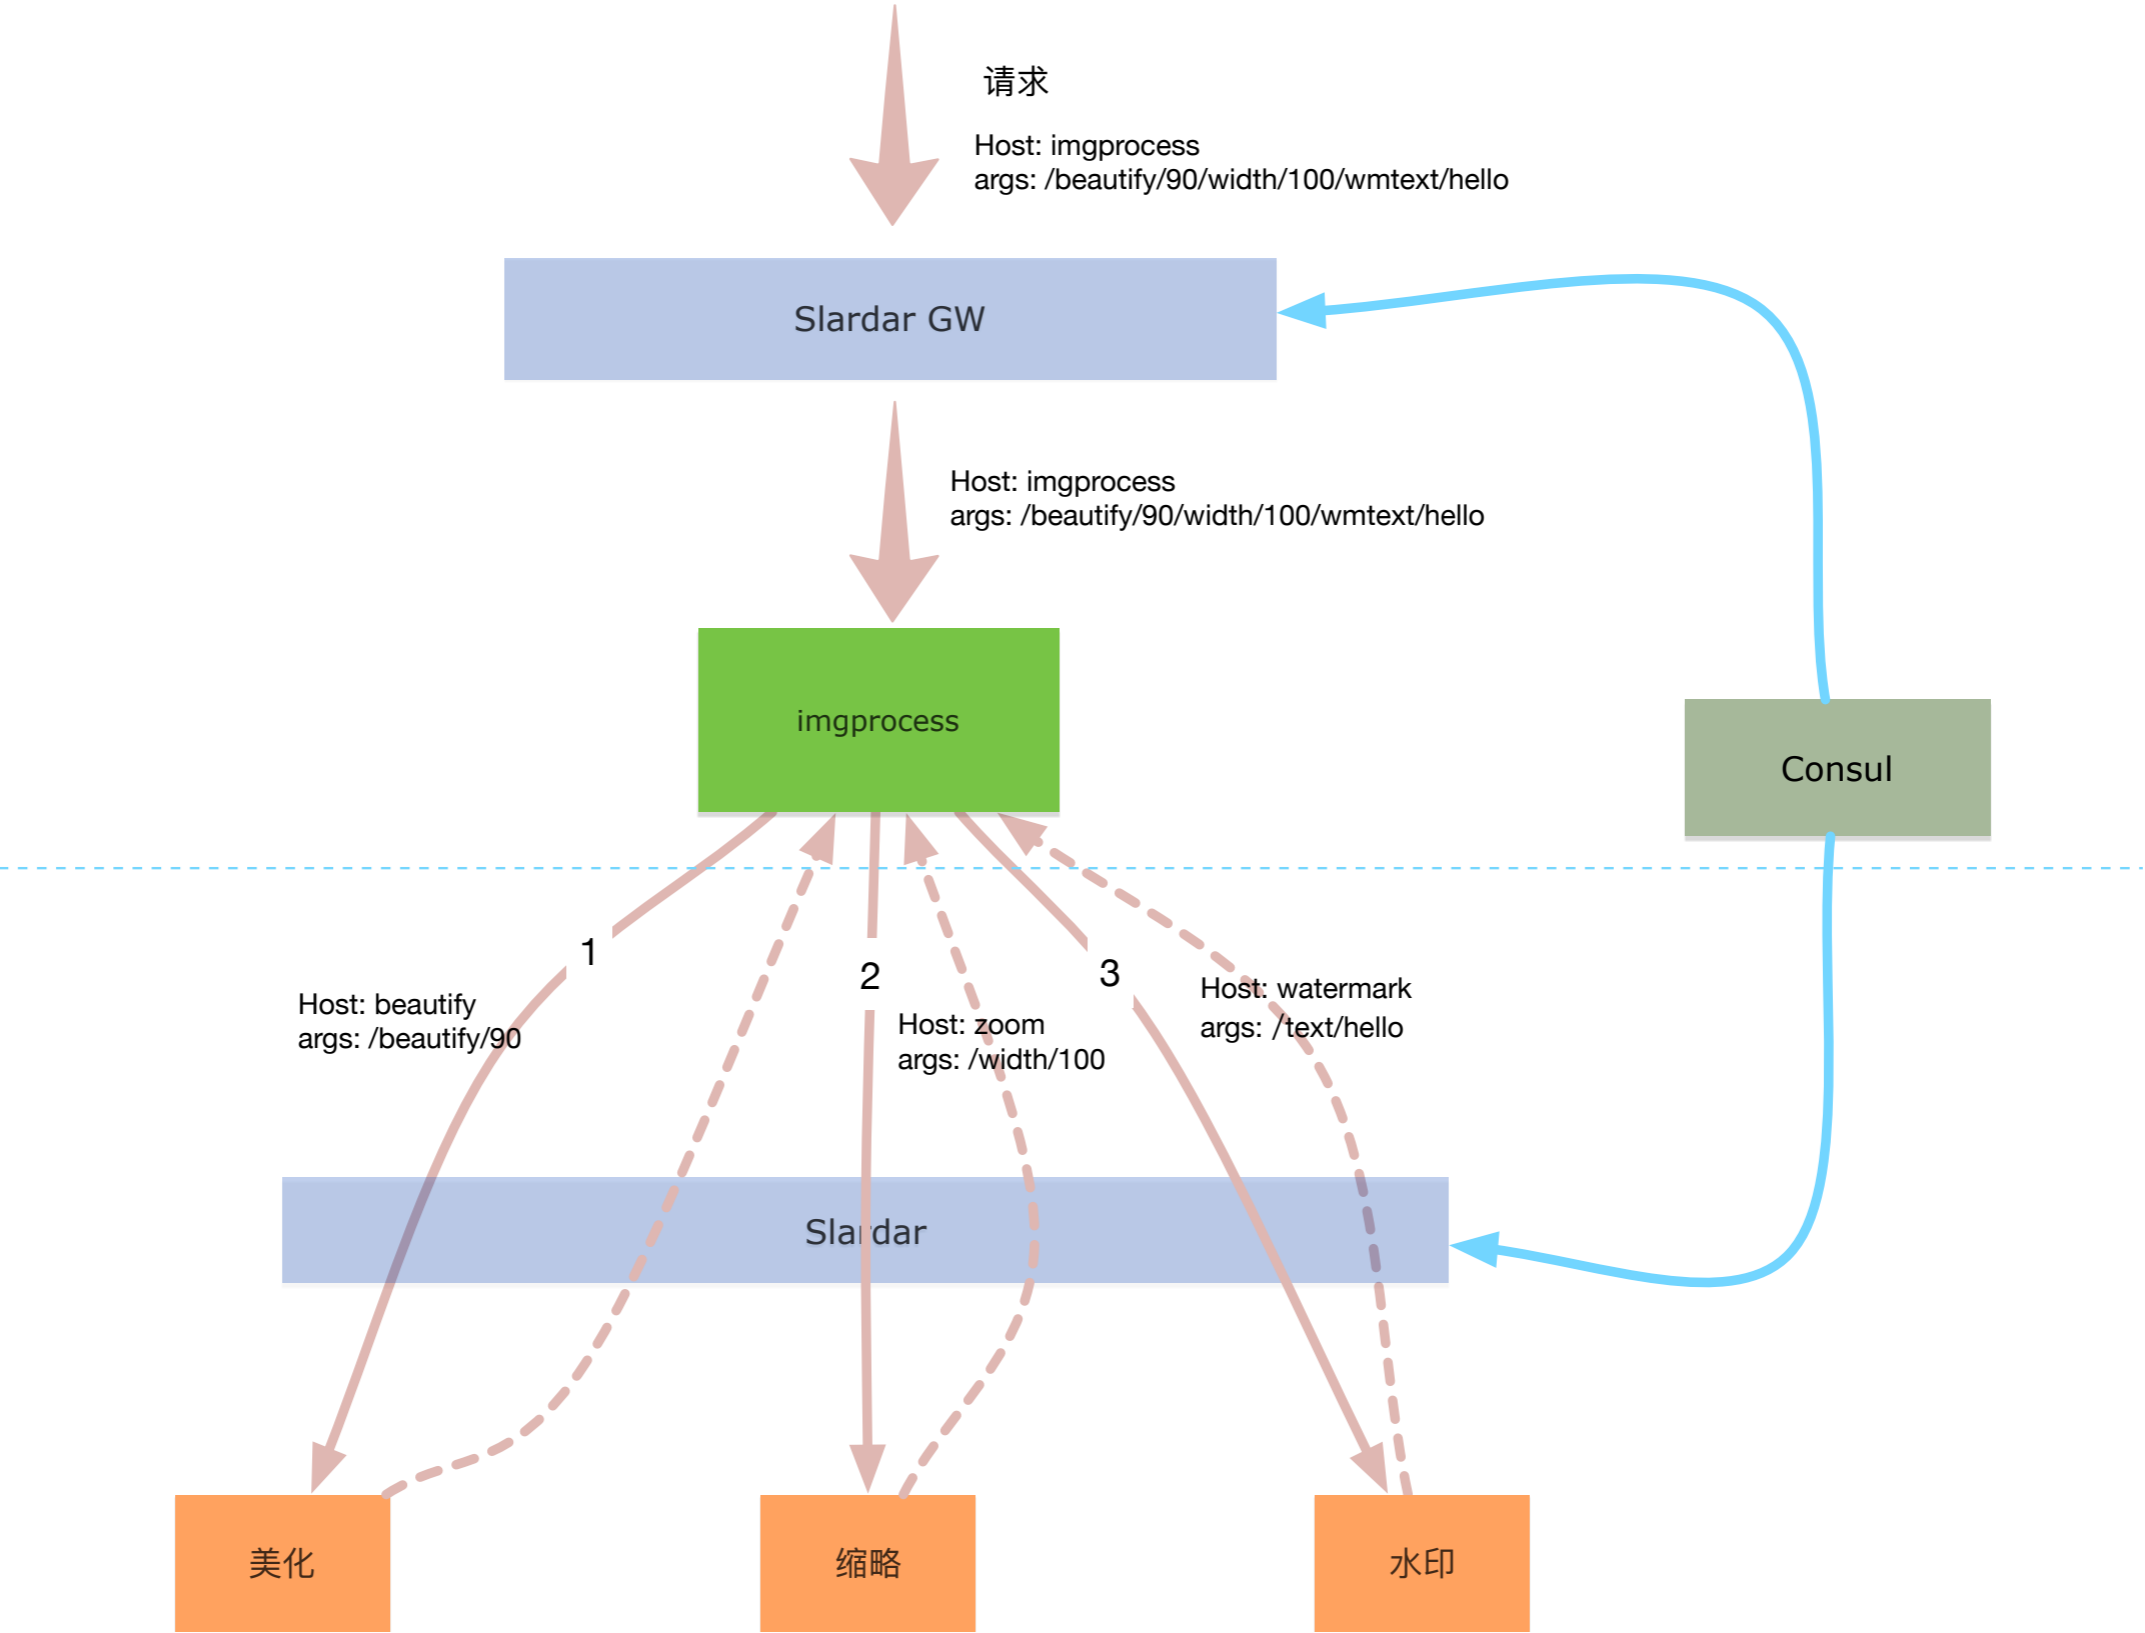 请求
Host: imgprocess
args: /beautify/90/width/100/wmtext/hello
Slardar GW
Host: imgprocess
args: /beautify/90/width/100/wmtext/hello
imgprocess
Consul
1
2
3
Host: beautify
args: /beautify/90
Host: zoom
args: /width/100
Host: watermark
args: /text/hello
Slardar
美化
缩略
水印